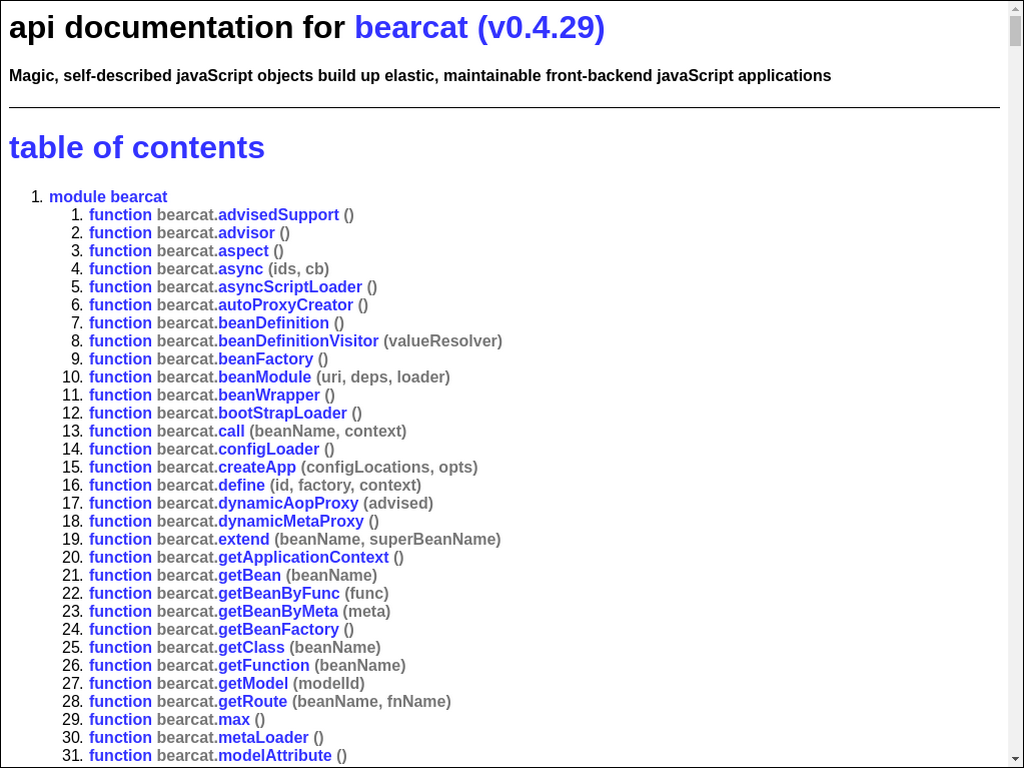 api documentation for bearcat (v0.4.29)
Magic, self-described javaScript objects build up elastic, maintainable front-backend javaScript applications
table of contents
1. module bearcat
1. function bearcat.advisedSupport ()
2. function bearcat.advisor ()
3. function bearcat.aspect ()
4. function bearcat.async (ids, cb)
5. function bearcat.asyncScriptLoader ()
6. function bearcat.autoProxyCreator ()
7. function bearcat.beanDefinition ()
8. function bearcat.beanDefinitionVisitor (valueResolver)
9. function bearcat.beanFactory ()
10. function bearcat.beanModule (uri, deps, loader)
11. function bearcat.beanWrapper ()
12. function bearcat.bootStrapLoader ()
13. function bearcat.call (beanName, context)
14. function bearcat.configLoader ()
15. function bearcat.createApp (configLocations, opts)
16. function bearcat.define (id, factory, context)
17. function bearcat.dynamicAopProxy (advised)
18. function bearcat.dynamicMetaProxy ()
19. function bearcat.extend (beanName, superBeanName)
20. function bearcat.getApplicationContext ()
21. function bearcat.getBean (beanName)
22. function bearcat.getBeanByFunc (func)
23. function bearcat.getBeanByMeta (meta)
24. function bearcat.getBeanFactory ()
25. function bearcat.getClass (beanName)
26. function bearcat.getFunction (beanName)
27. function bearcat.getModel (modelId)
28. function bearcat.getRoute (beanName, fnName)
29. function bearcat.max ()
30. function bearcat.metaLoader ()
31. function bearcat.modelAttribute ()